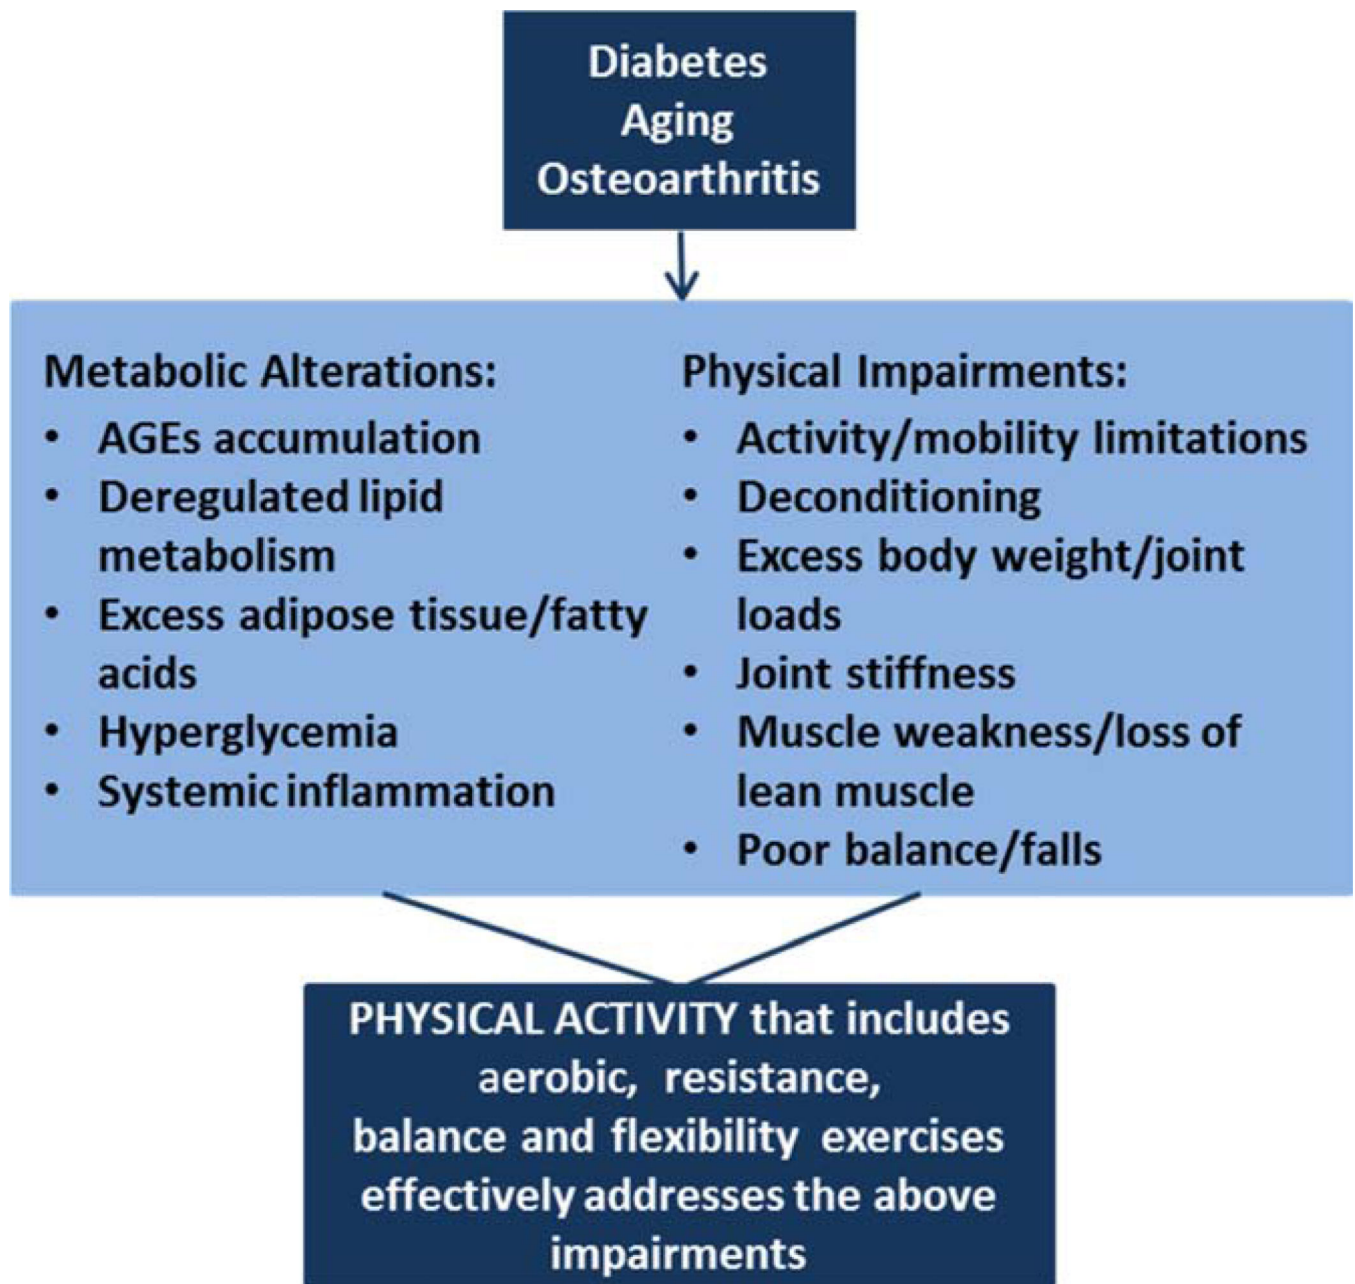 Diabetes
Aging
Osteoarthritis
Metabolic Alterations:
• AGEs accumulation
• Deregulated lipid
metabolism
• Excess adipose tissue/fatty
acids
• Hyperglycemia
• Systemic inflammation
Physical Impairments:
• Activity/mobility limitations
• Deconditioning
• Excess body weight/joint
loads
• Joint stiffness
• Muscle weakness/loss of
lean muscle
• Poor balance/falls
PHYSICAL ACTIVITY that includes
aerobic, resistance,
balance and flexibility exercises
effectively addresses the above
impairments